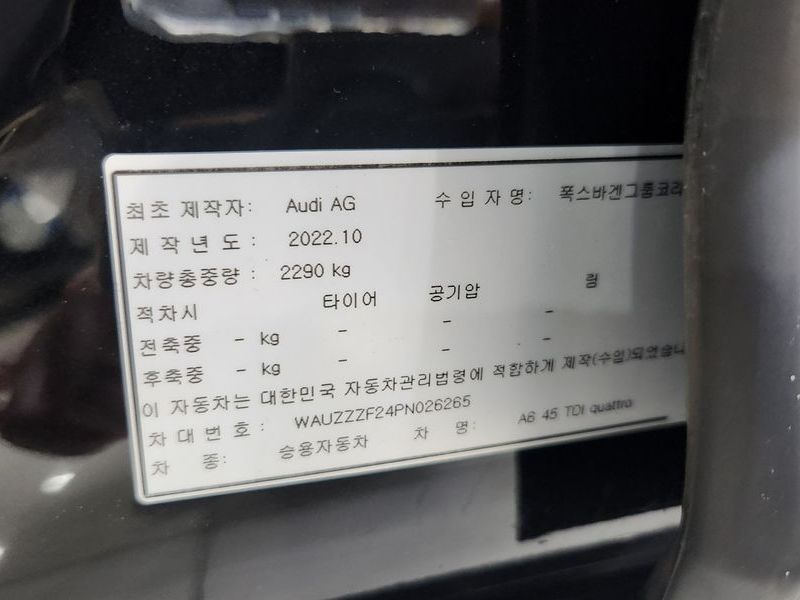 최초 제작자: Audi AG 수 입 자 명: 폭스바겐그룹코리
제 작 년 도 : 2022.10
차량총중량 : 2290 kg
적차시 타이어 공기압 림
전축중 - kg - - -
후축중 - kg - - -
이 자동차는 대한민국 자동차관리법령에 적합하게 제작(수입)되었습니
차 대 번 호 : WAUZZZF24PN026265
차 종: 승용자동차 차 명: A6 45 TDI quattro